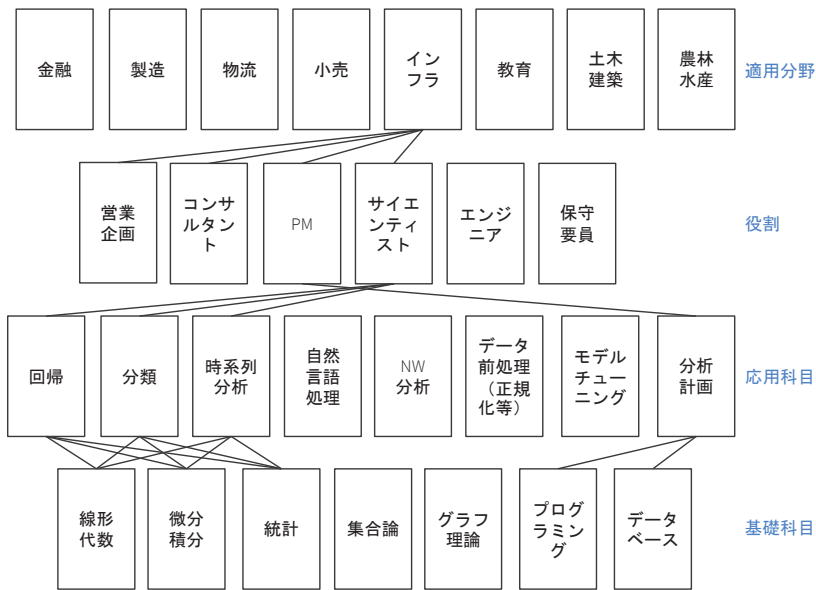 金融
製造
物流
小売
イン
フラ
教育
土木
建築
農林
水産
適用分野
営業
企画
コンサ
ルタン
ト
PM
サイエ
ンティ
スト
エンジ
ニア
保守
要員
役割
回帰
分類
時系列
分析
自然
言語
処理
NW
分析
データ
前処理
（正規
化等）
モデル
チュー
ニング
分析
計画
応用科目
線形
代数
微分
積分
統計
集合論
グラフ
理論
プログ
ラミン
グ
データ
ベース
基礎科目